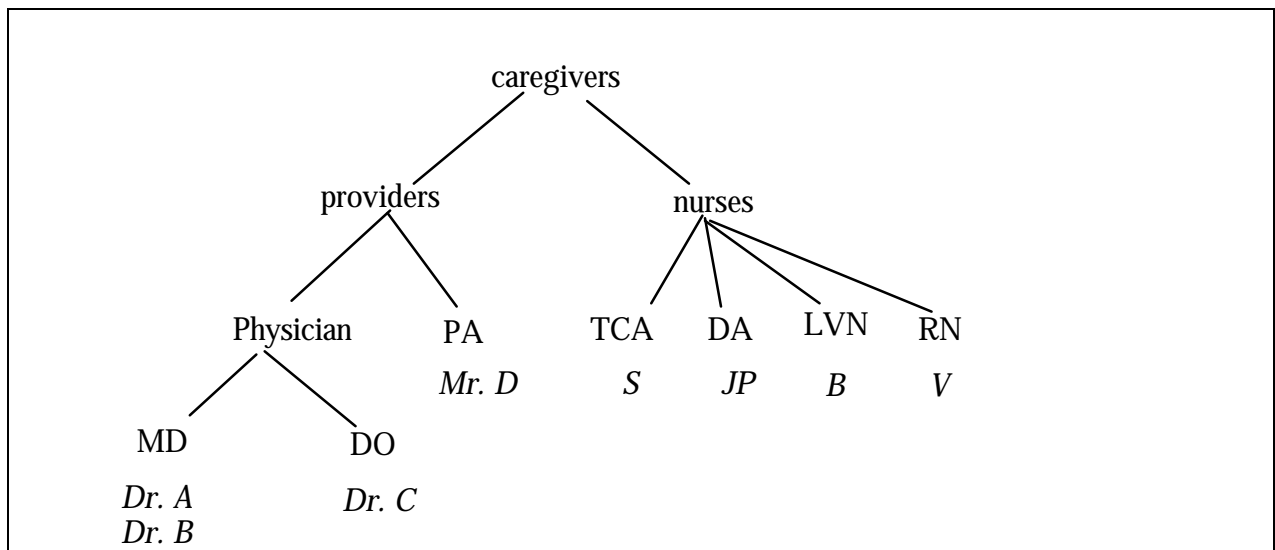 caregivers
providers nurses
Physician PA TCA DA LVN RN
Mr. D S JP B V
MD DO
Dr. A Dr. C
Dr. B